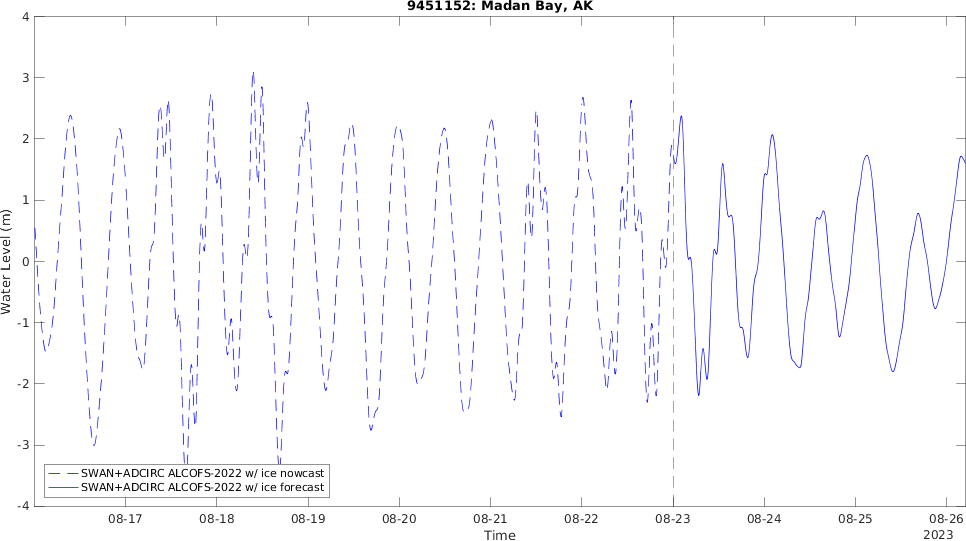 9451152: Madan Bay, AK
4
3
2
1
0
-1
-2
-3
-4
Water Level (m)
SWAN+ADCIRC ALCOFS-2022 w/ ice nowcast
SWAN+ADCIRC ALCOFS-2022 w/ ice forecast
08-17 08-18 08-19 08-20 08-21 08-22 08-23 08-24 08-25 08-26
Time
2023